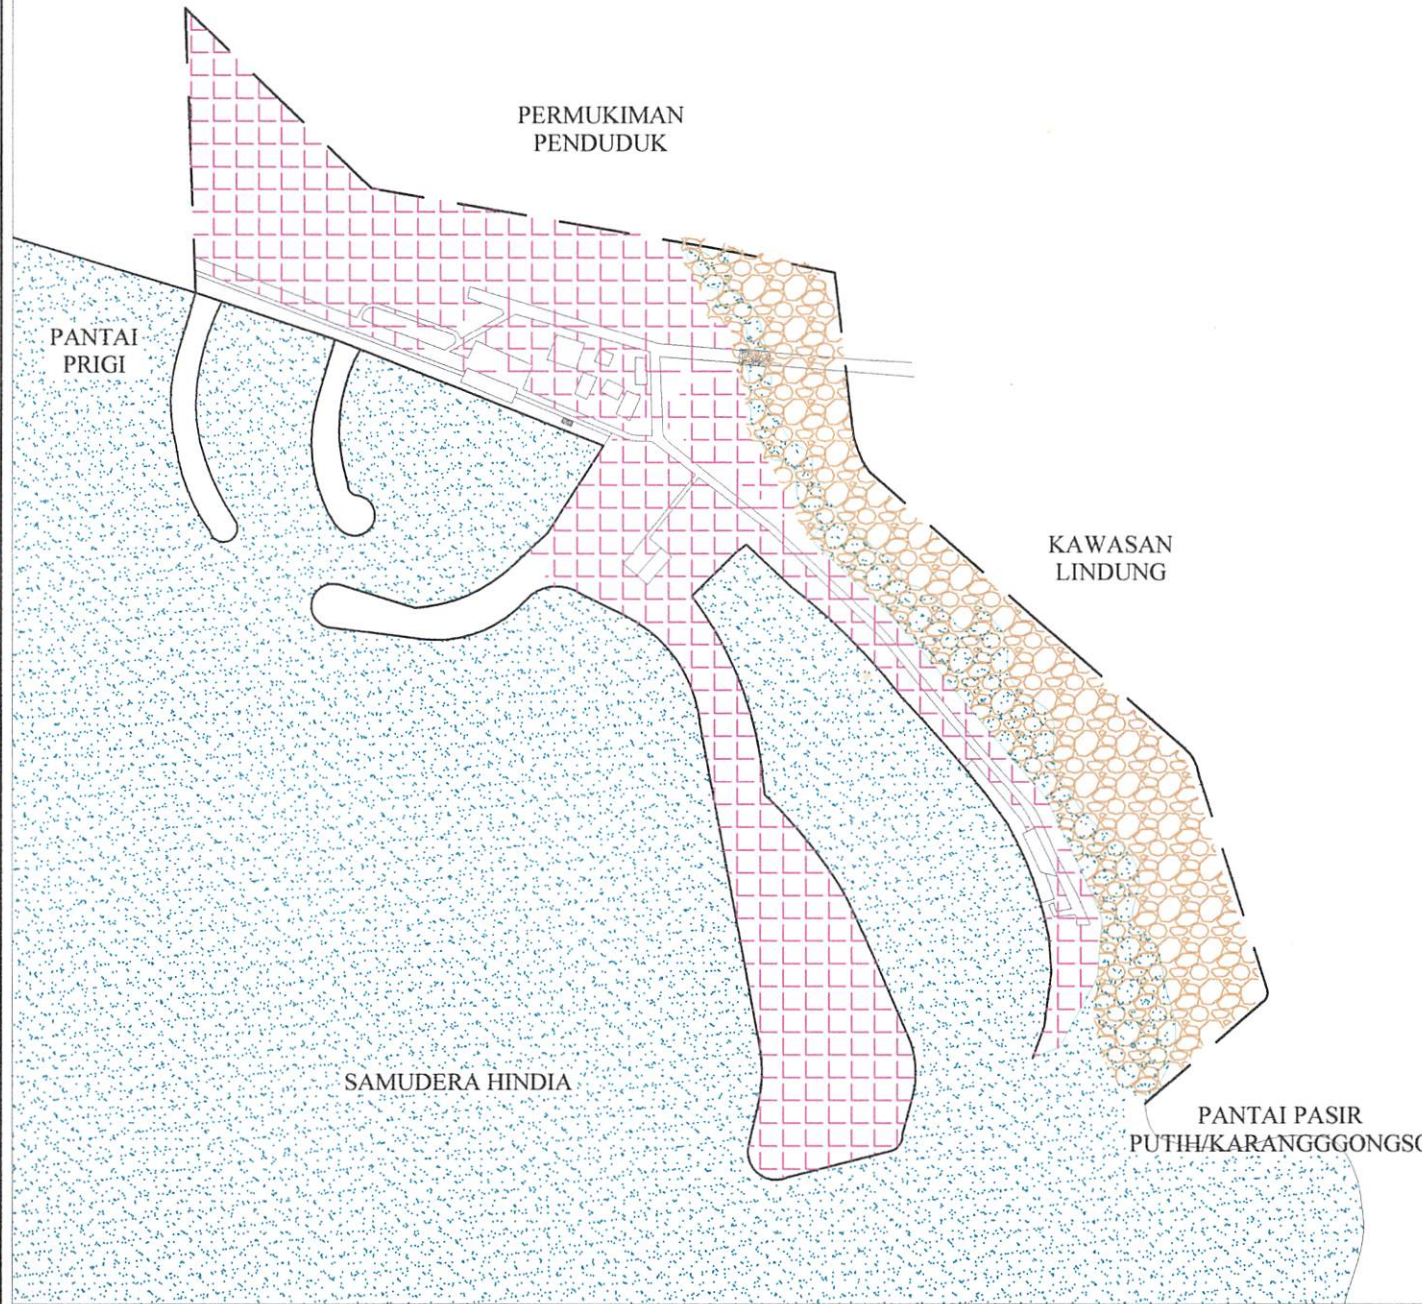 PERMUKIMAN
PENDUDUK
PANTAI
PRIGI
KAWASAN
LINDUNG
SAMUDERA HINDIA
PANTAI PASIR
PUTIH/KARANGGGONGSO